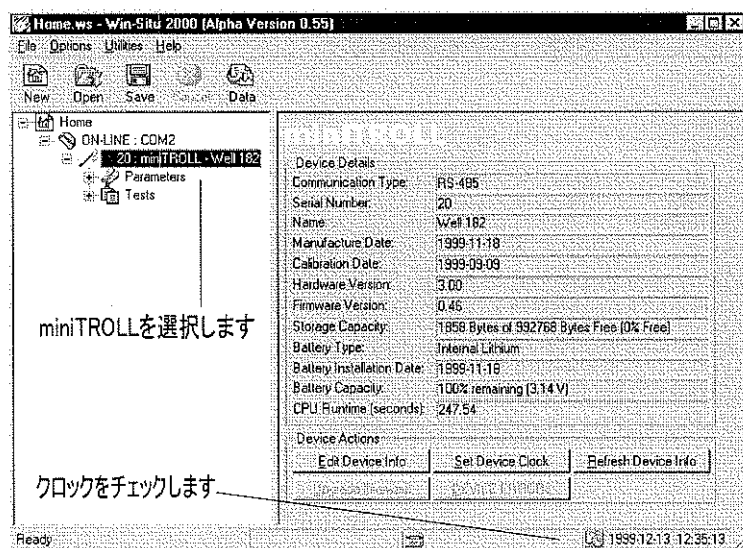 Home.ws - Win-Situ 2000 (Alpha Version 0.55)
File Options Utilities Help
New Open Save Cancel Data
Home
ON-LINE : COM2
20 : miniTROLL - Well 182
Parameters
Tests
miniTROLLを選択します
クロックをチェックします
miniTROLL
Device Details
Communication Type: RS-485
Serial Number: 20
Name: Well 182
Manufacture Date: 1999-11-18
Calibration Date: 1999-09-09
Hardware Version: 3.00
Firmware Version: 0.46
Storage Capacity: 1858 Bytes of 992768 Bytes Free (0% Free)
Battery Type: Internal Lithium
Battery Installation Date: 1999-11-18
Battery Capacity: 100% remaining (3.14 V)
CPU Runtime (seconds): 247.54
Device Actions
Edit Device Info Set Device Clock Refresh Device Info
Ready 1999-12-13 12:35:13